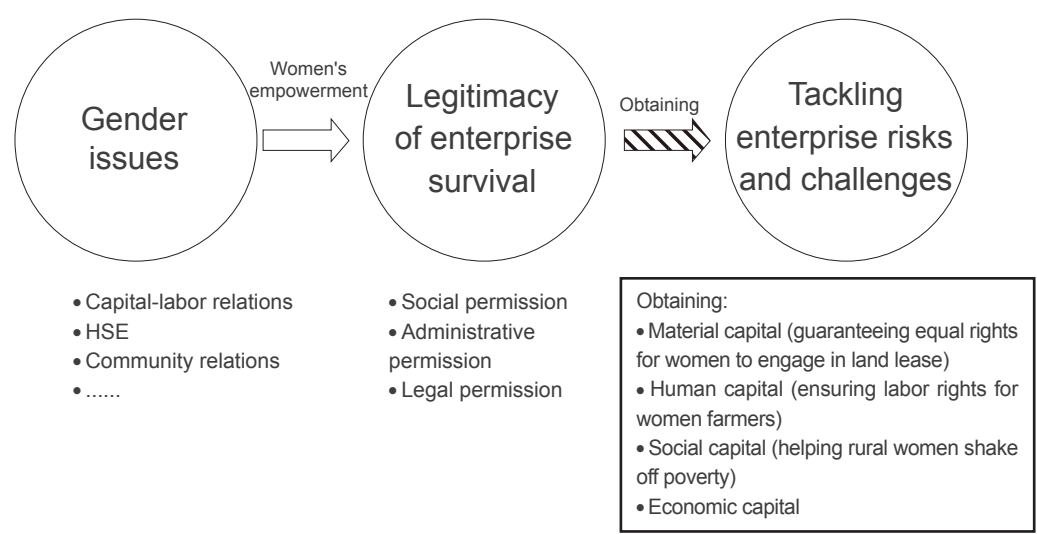 Gender
issues
Women's
empowerment
Legitimacy
of enterprise
survival
Obtaining
Tackling
enterprise risks
and challenges
• Capital-labor relations
• HSE
• Community relations
• ......
• Social permission
• Administrative
permission
• Legal permission
Obtaining:
• Material capital (guaranteeing equal rights
for women to engage in land lease)
• Human capital (ensuring labor rights for
women farmers)
• Social capital (helping rural women shake
off poverty)
• Economic capital